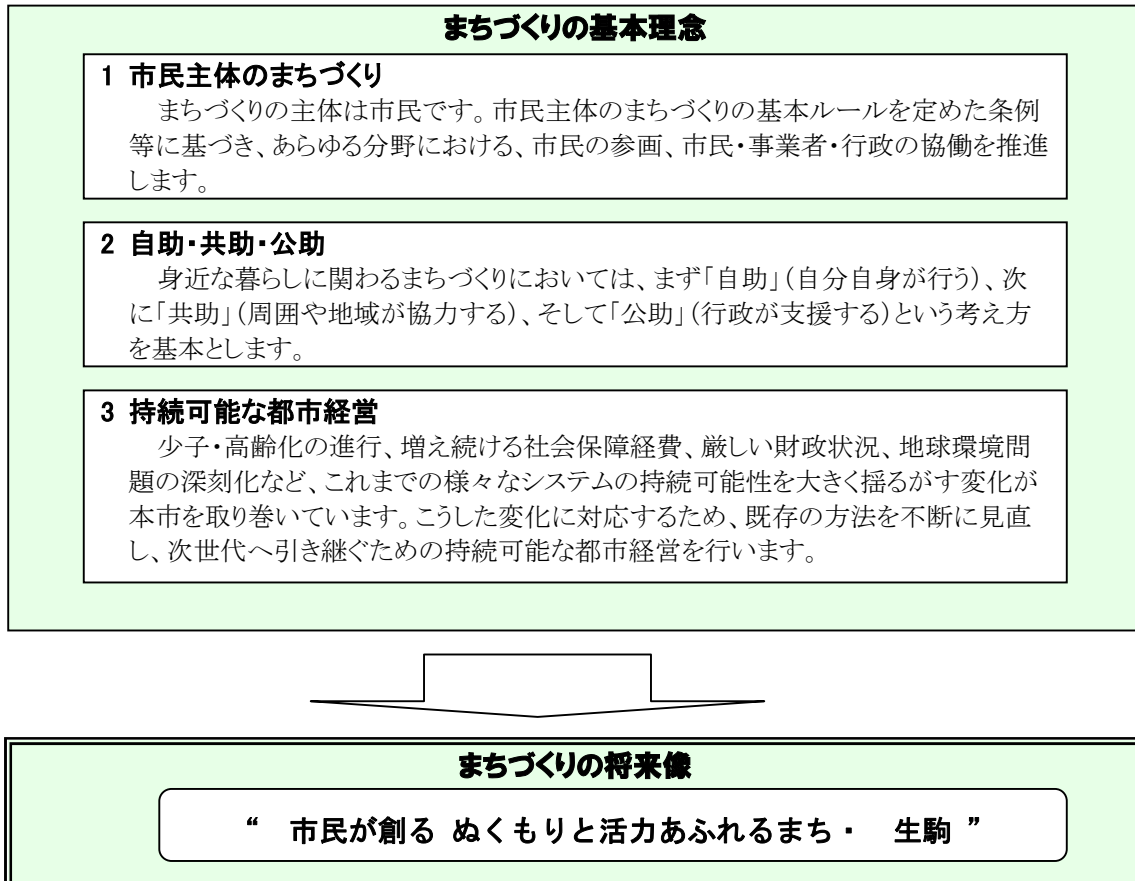 まちづくりの基本理念
1 市民主体のまちづくり
まちづくりの主体は市民です。市民主体のまちづくりの基本ルールを定めた条例
等に基づき、あらゆる分野における、市民の参画、市民・事業者・行政の協働を推進
します。
2 自助・共助・公助
身近な暮らしに関わるまちづくりにおいては、まず「自助」（自分自身が行う）、次
に「共助」（周囲や地域が協力する）、そして「公助」（行政が支援する）という考え方
を基本とします。
3 持続可能な都市経営
少子・高齢化の進行、増え続ける社会保障経費、厳しい財政状況、地球環境問
題の深刻化など、これまでの様々なシステムの持続可能性を大きく揺るがす変化が
本市を取り巻いています。こうした変化に対応するため、既存の方法を不断に見直
し、次世代へ引き継ぐための持続可能な都市経営を行います。
まちづくりの将来像
“ 市民が創る ぬくもりと活力あふれるまち・ 生駒 ”